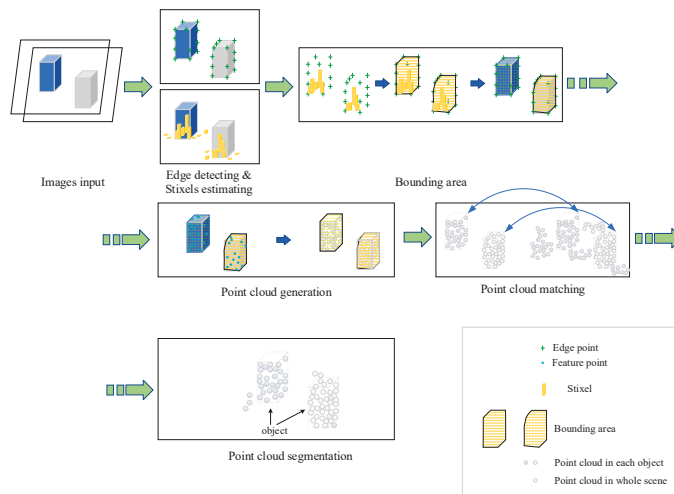 Images input
Edge detecting &
Stixels estimating
Bounding area
Point cloud generation
Point cloud matching
object
Point cloud segmentation
Edge point
Feature point
Stixel
Bounding area
Point cloud in each object
Point cloud in whole scene